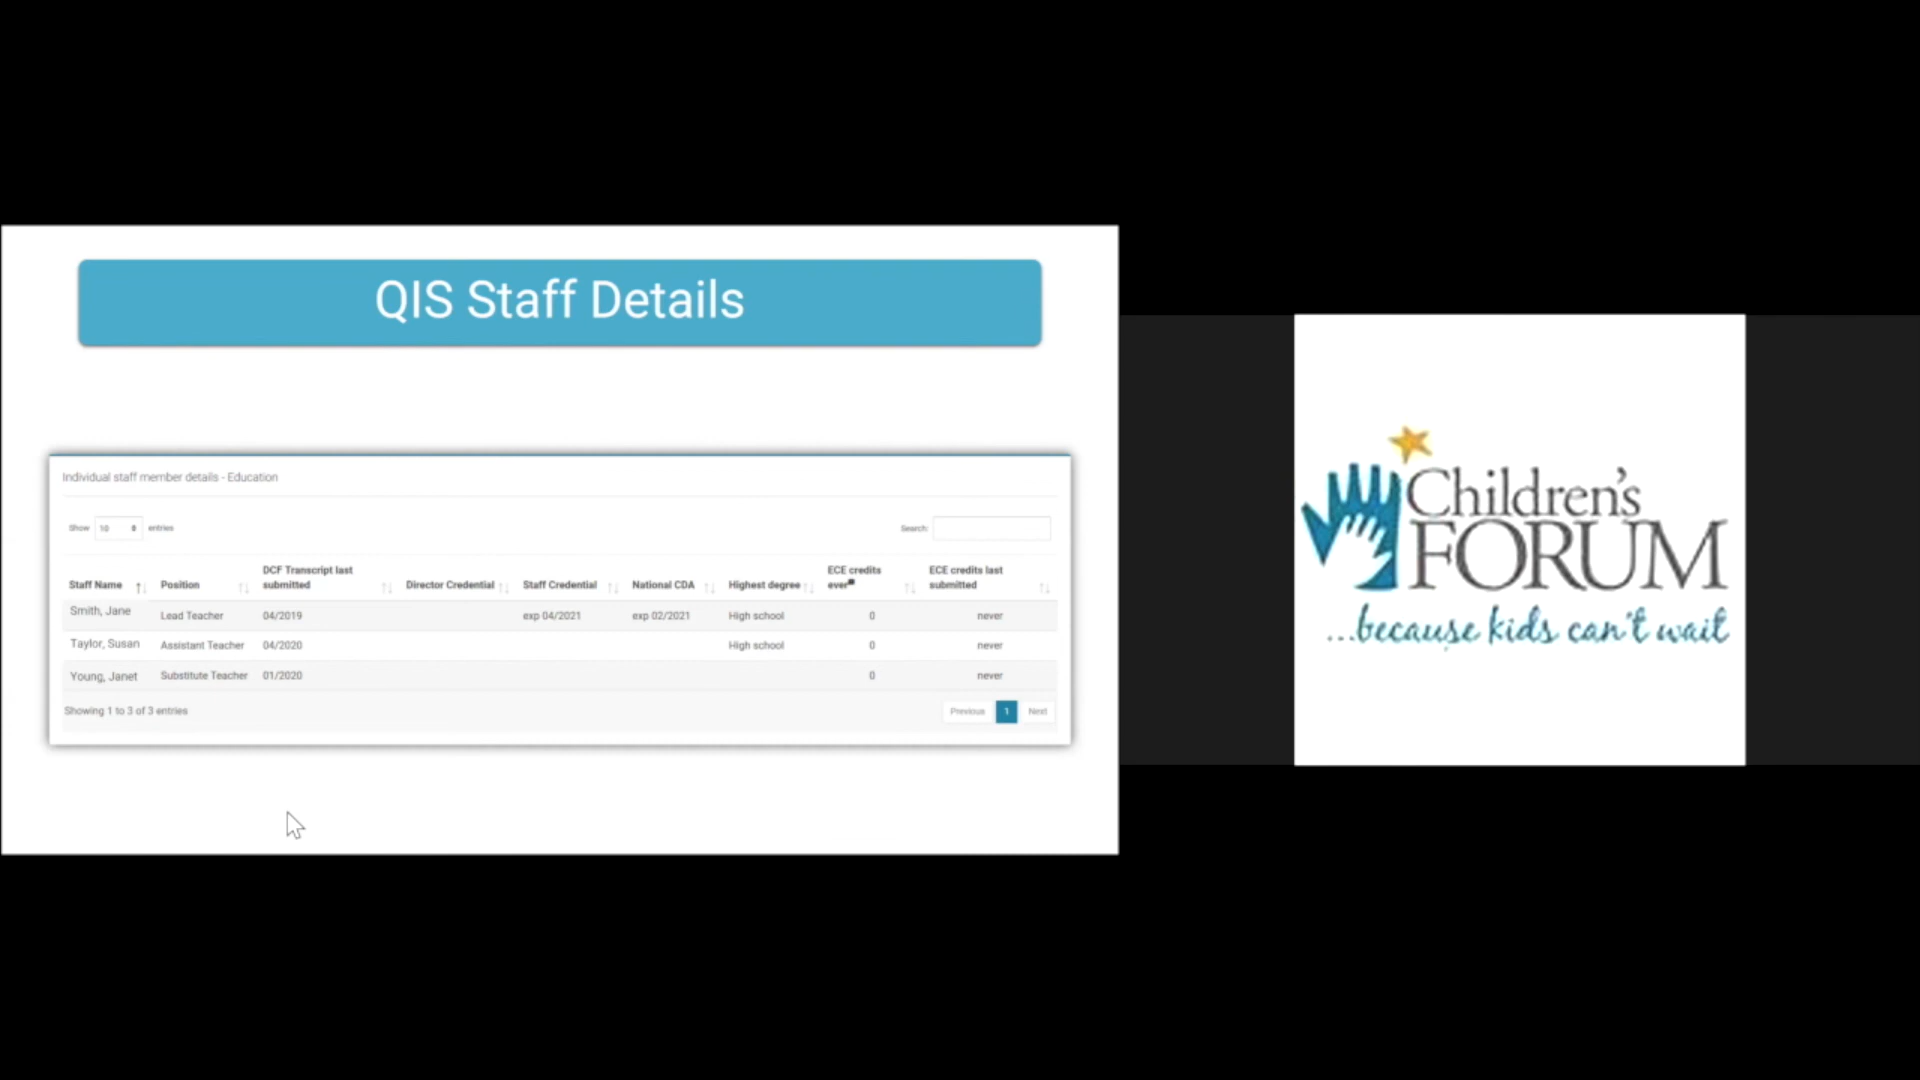 QIS Staff Details
Individual staff member details - Education
Show 10 entries Search:
Staff Name Position DCF Transcript last submitted Director Credential Staff Credential National CDA Highest degree ECE credits ever ECE credits last submitted
Smith, Jane Lead Teacher 04/2019 exp 04/2021 exp 02/2021 High school 0 never
Taylor, Susan Assistant Teacher 04/2020 High school 0 never
Young, Janet Substitute Teacher 01/2020 0 never
Showing 1 to 3 of 3 entries Previous 1 Next
Children's
FORUM
...because kids can't wait